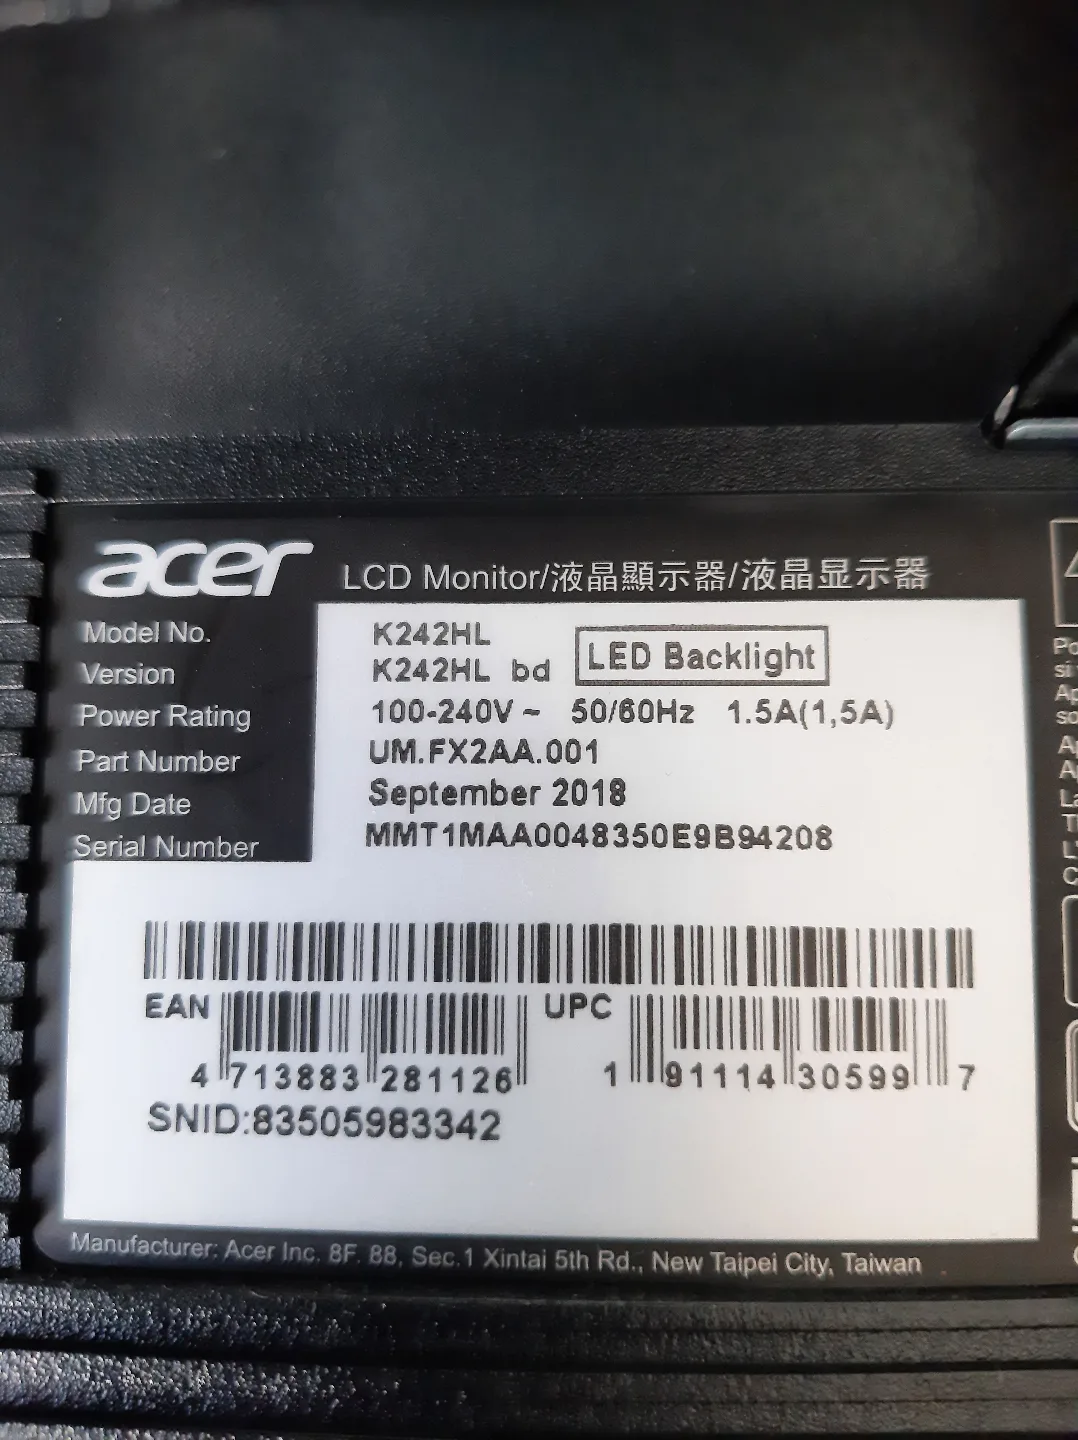 acer LCD Monitor/液晶顯示器/液晶显示器
Model No. K242HL
Version K242HL bd LED Backlight
Power Rating 100-240V ~ 50/60Hz 1.5A(1,5A)
Part Number UM.FX2AA.001
Mfg Date September 2018
Serial Number MMT1MAA0048350E9B94208
EAN UPC
4 713883 281126 1 91114 30599 7
SNID:83505983342
Manufacturer: Acer Inc. 8F. 88, Sec.1 Xintai 5th Rd., New Taipei City, Taiwan